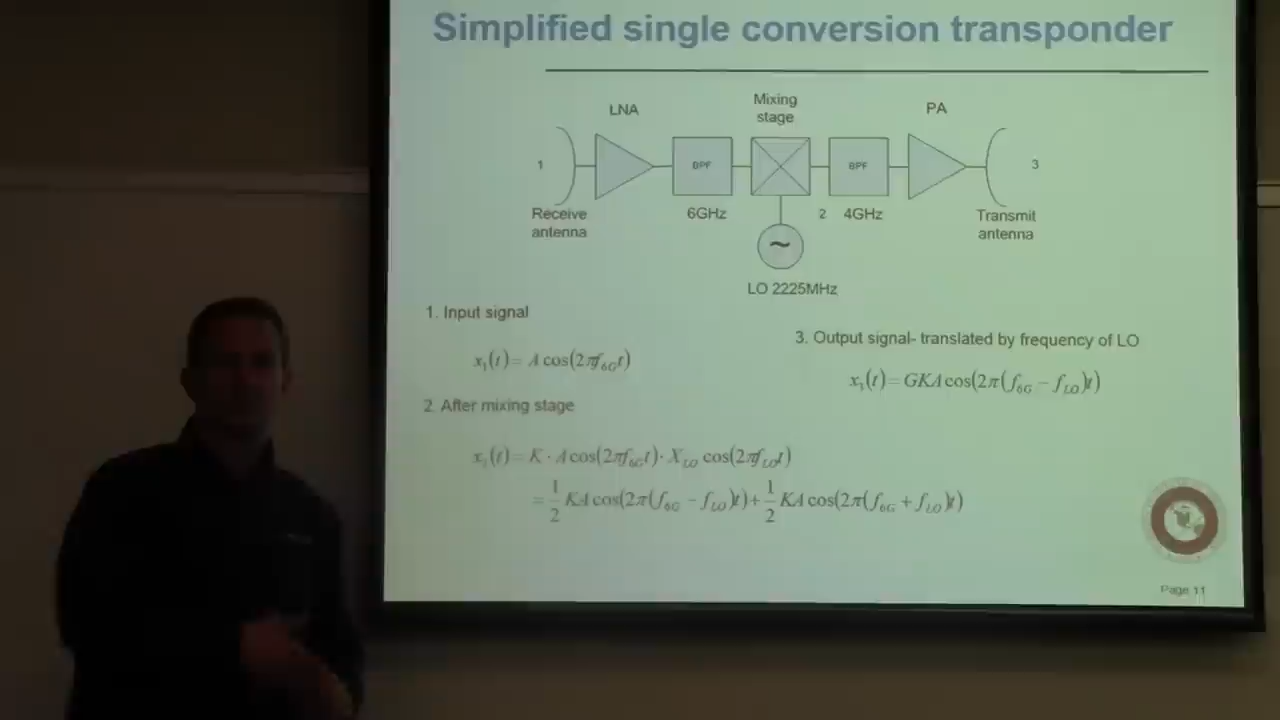 Simplified single conversion transponder
LNA
Mixing
stage
PA
1
BPF
BPF
3
Receive
antenna
6GHz
2
4GHz
Transmit
antenna
~
LO 2225MHz
1. Input signal
x₁(t) = A cos(2πf₆Gt)
2. After mixing stage
x₁(t) = K · A cos(2πf₆Gt) · X_LO cos(2πf_LOt)
= 1/2 KA cos(2π(f₆G − f_LO)t) + 1/2 KA cos(2π(f₆G + f_LO)t)
3. Output signal- translated by frequency of LO
x₁(t) = GKA cos(2π(f₆G − f_LO)t)
Page 11